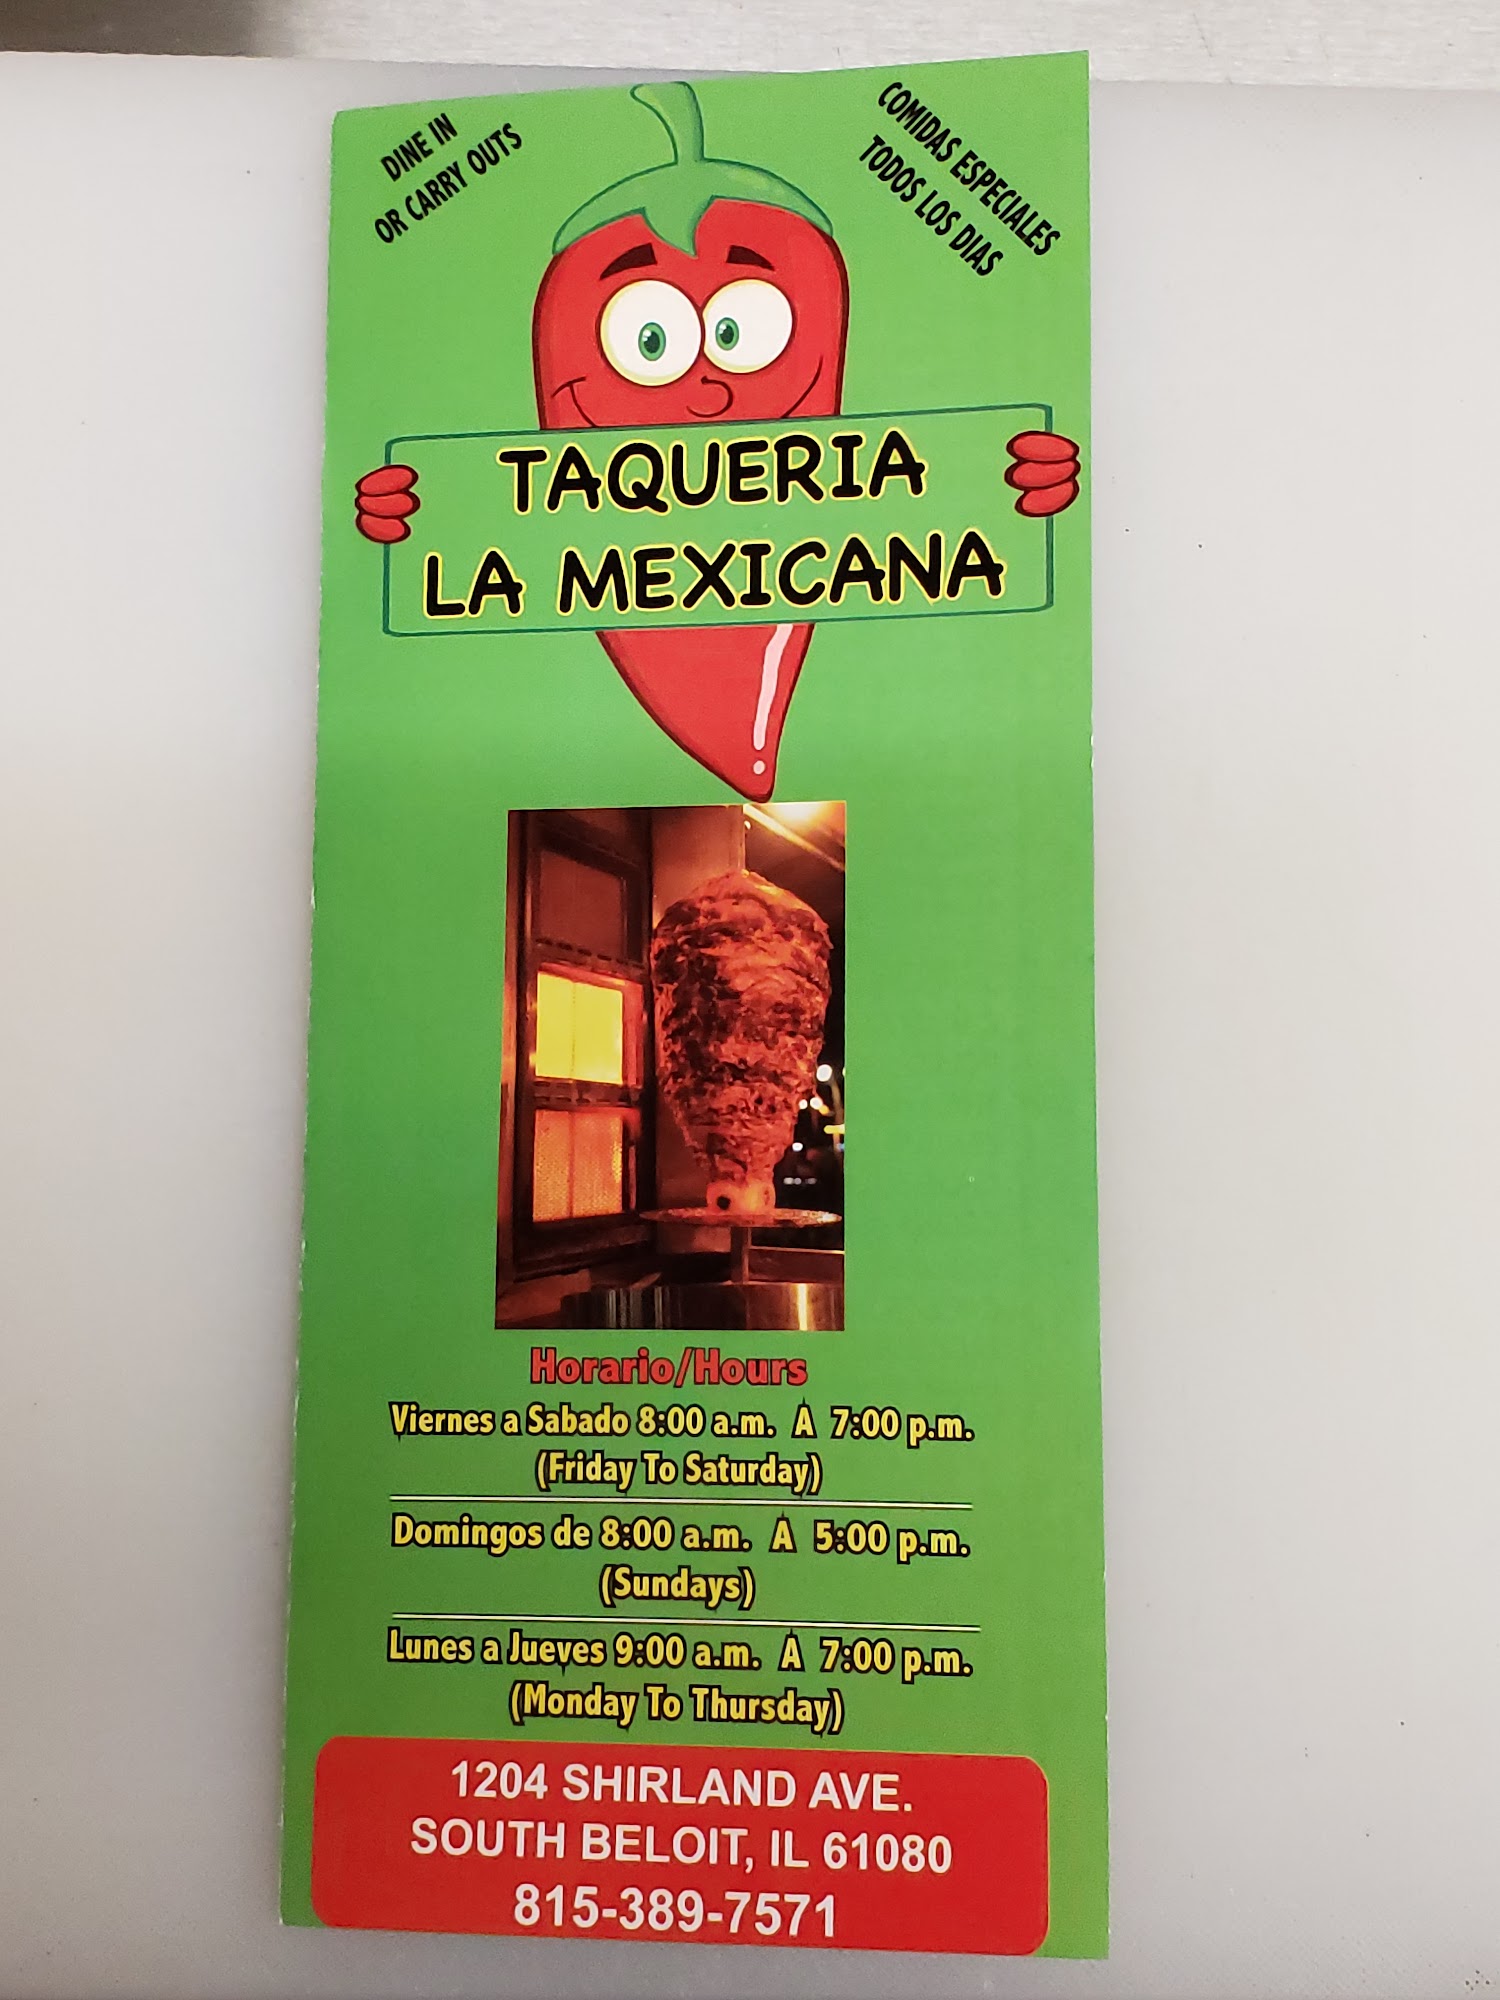 DINE IN
OR CARRY OUTS
COMIDAS ESPECIALES
TODOS LOS DIAS
TAQUERIA
LA MEXICANA
Horario/Hours
Viernes a Sabado 8:00 a.m. A 7:00 p.m.
(Friday To Saturday)
Domingos de 8:00 a.m. A 5:00 p.m.
(Sundays)
Lunes a Jueves 9:00 a.m. A 7:00 p.m.
(Monday To Thursday)
1204 SHIRLAND AVE.
SOUTH BELOIT, IL 61080
815-389-7571